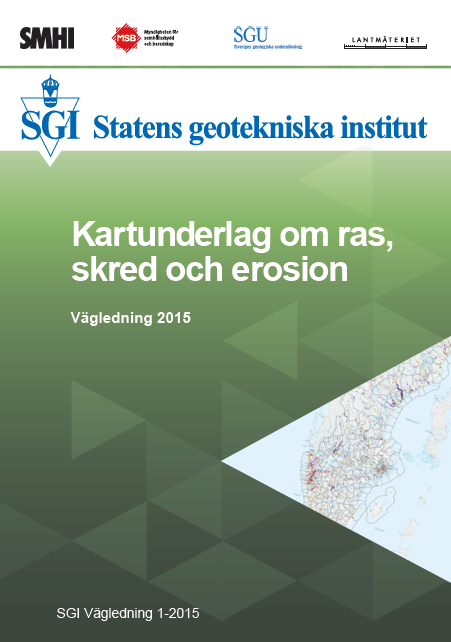 SMHI
MSB
Myndigheten för
samhällsskydd
och beredskap
SGU
Sveriges geologiska undersökning
LANTMÄTERIET
SGI Statens geotekniska institut
Kartunderlag om ras,
skred och erosion
Vägledning 2015
SGI Vägledning 1-2015